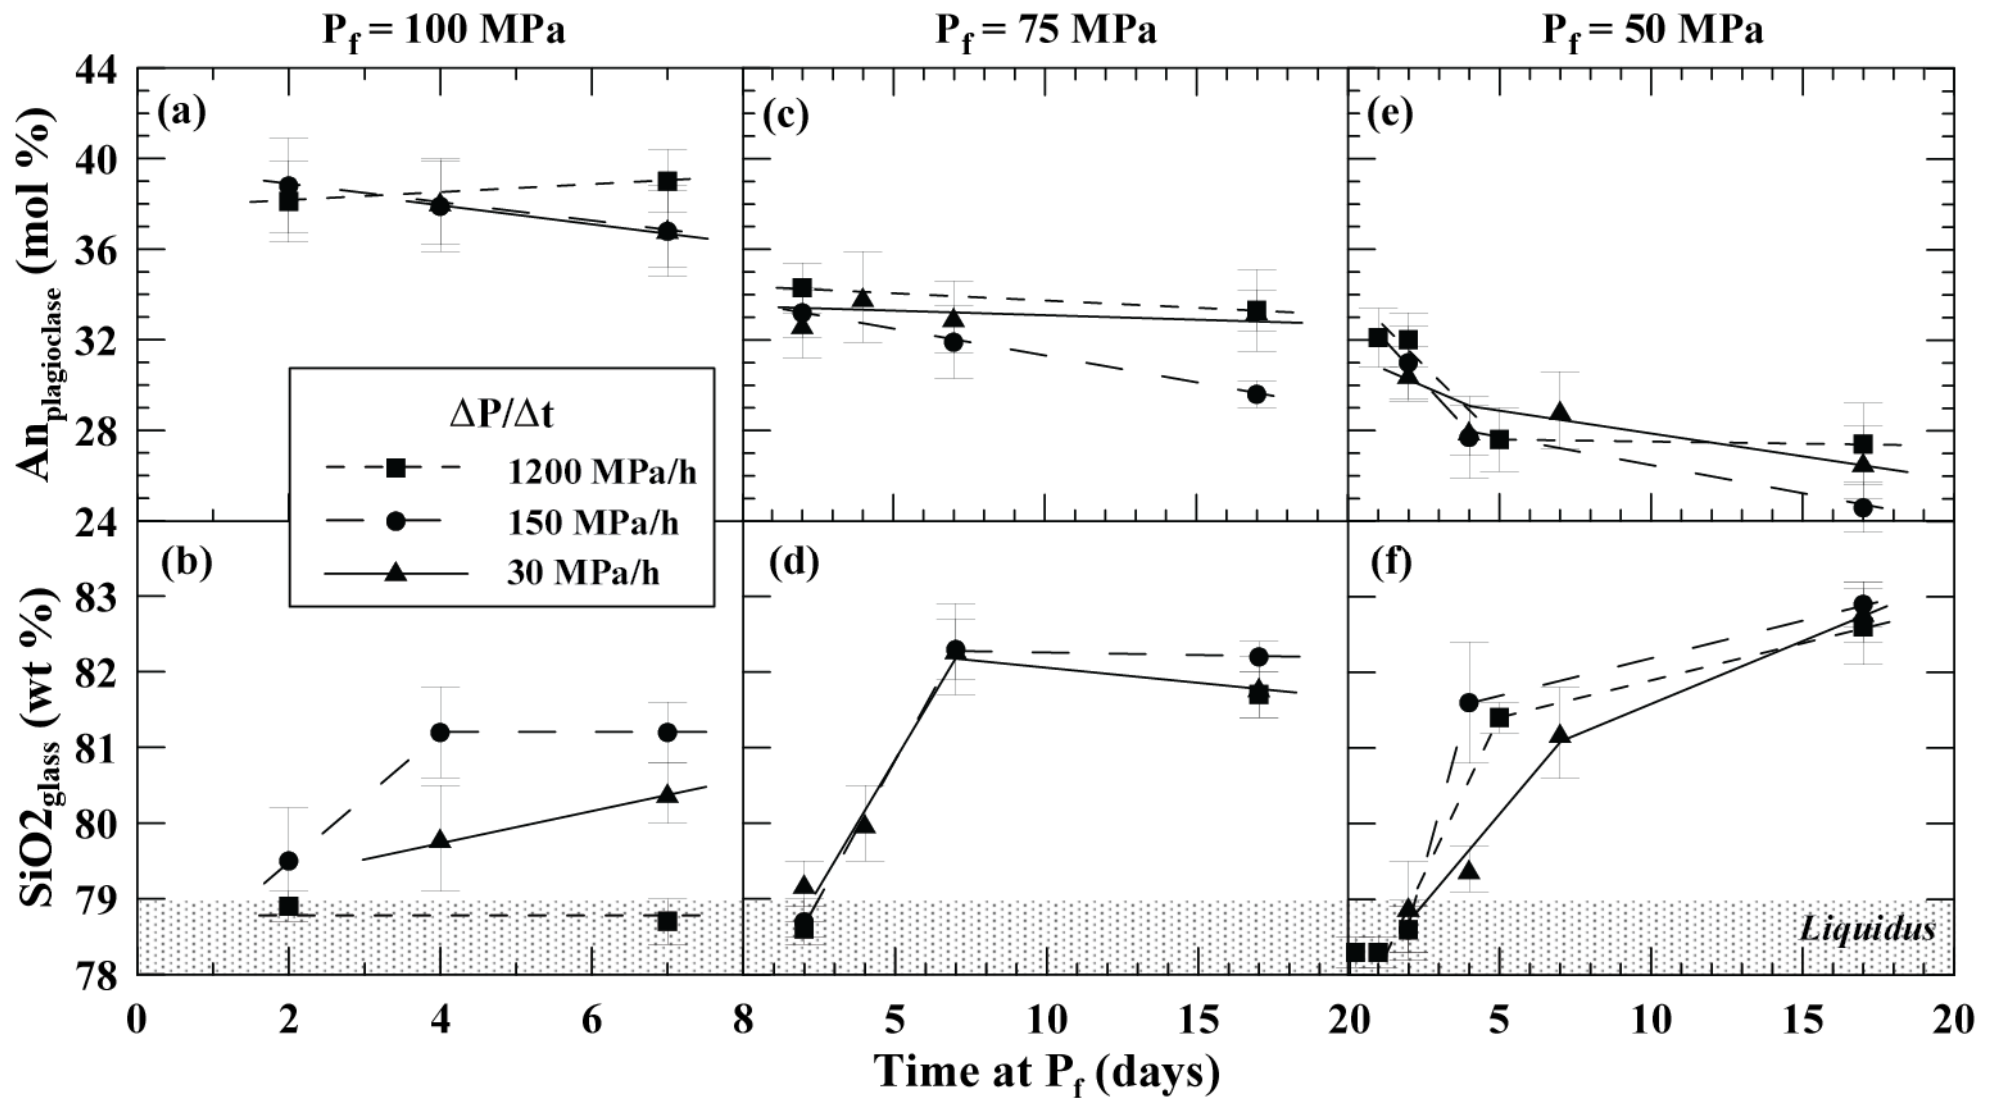 Pf = 100 MPa
Pf = 75 MPa
Pf = 50 MPa
44
40
36
32
28
24
Anplagioclase (mol %)
(a)
(c)
(e)
ΔP/Δt
1200 MPa/h
150 MPa/h
30 MPa/h
(b)
(d)
(f)
83
82
81
80
79
78
SiO2glass (wt %)
Liquidus
0 2 4 6 8 5 10 15 20 5 10 15 20
Time at Pf (days)